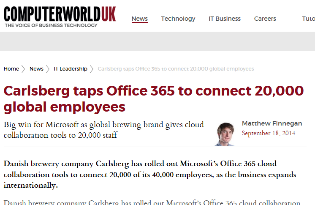 COMPUTERWORLDUK
THE VOICE OF BUSINESS TECHNOLOGY
News Technology IT Business Careers Tuto
Home News IT Leadership Carlsberg taps Office 365 to connect 20,000 global employees
Carlsberg taps Office 365 to connect 20,000
global employees
Big win for Microsoft as global brewing brand gives cloud
collaboration tools to 20,000 staff
Matthew Finnegan
September 18, 2014
Danish brewery company Carlsberg has rolled out Microsoft's Office 365 cloud
collaboration tools to connect 20,000 of its 40,000 employees, as the business expands
internationally.
Danish brewery company Carlsberg has rolled out Microsoft's Office 365 cloud collaboration